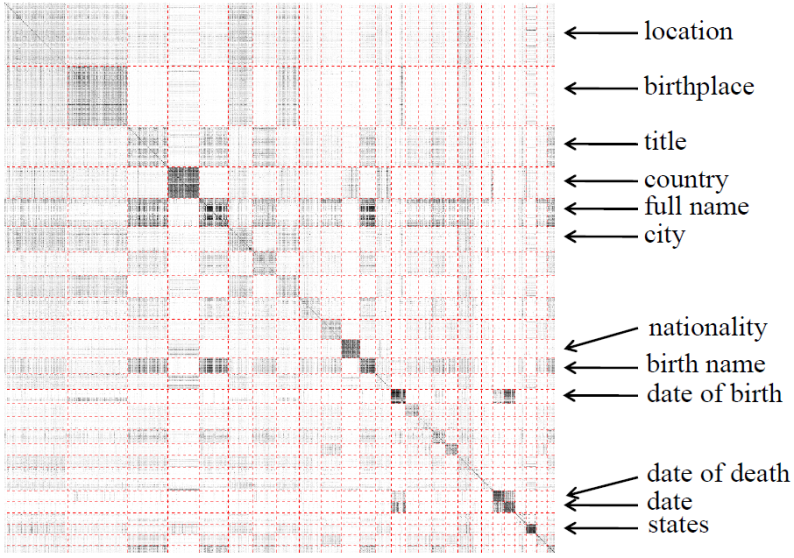 location
birthplace
title
country
full name
city
nationality
birth name
date of birth
date of death
date
states